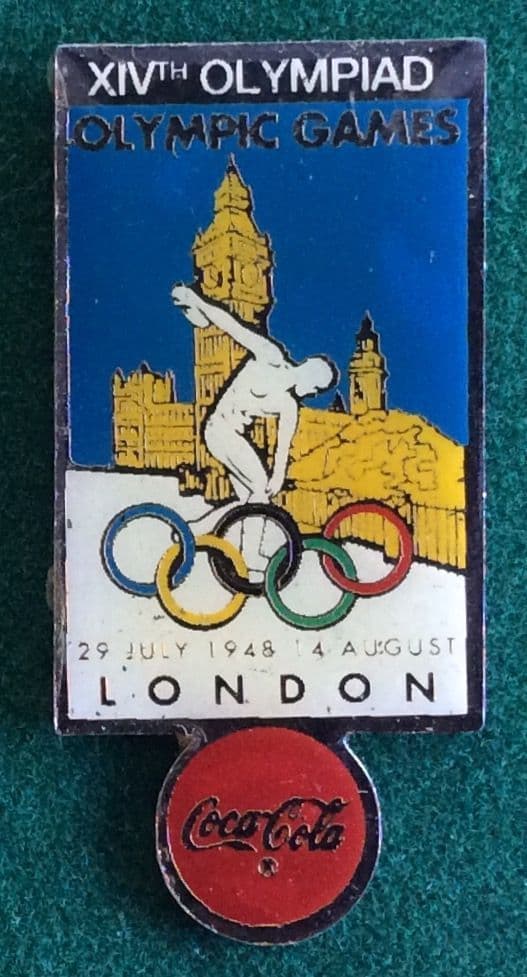 XIVTH OLYMPIAD
OLYMPIC GAMES
29 JULY 1948 14 AUGUST
LONDON
Coca-Cola
®